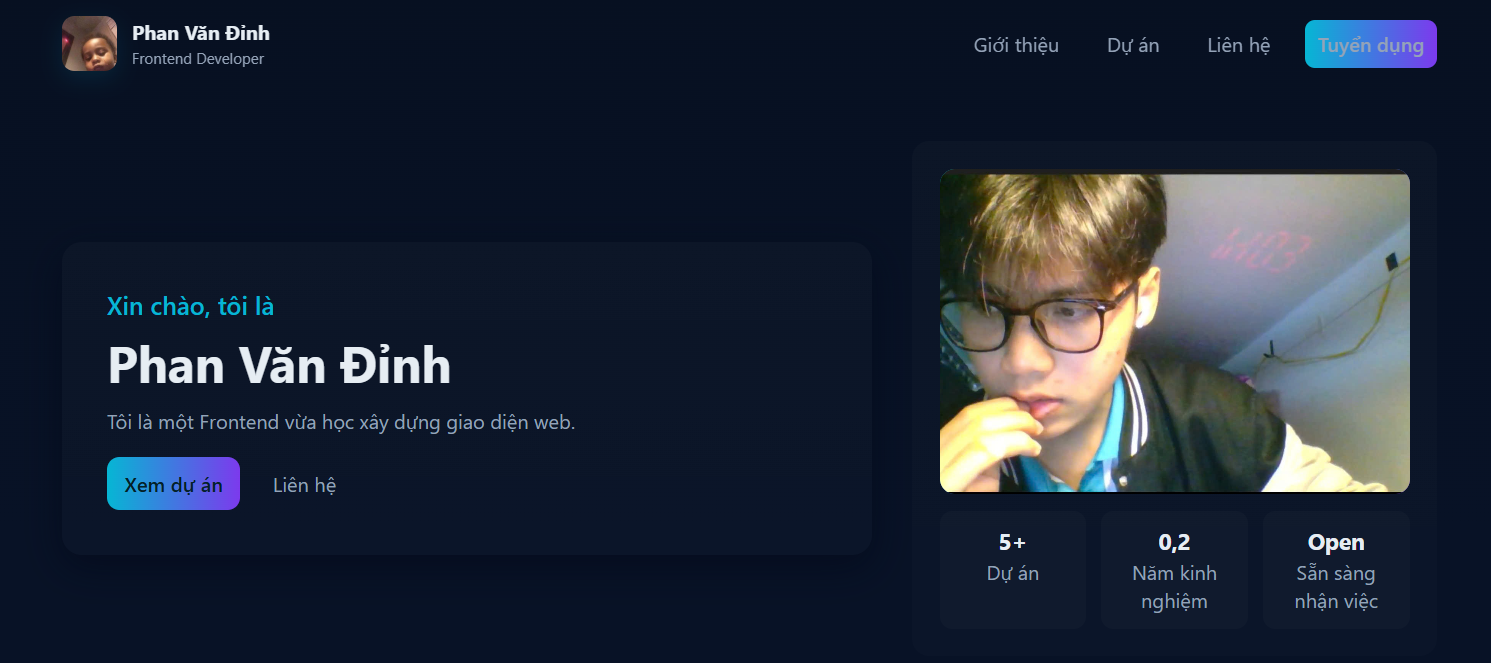 Phan Văn Đỉnh
Frontend Developer
Giới thiệu
Dự án
Liên hệ
Tuyển dụng
Xin chào, tôi là
Phan Văn Đỉnh
Tôi là một Frontend vừa học xây dựng giao diện web.
Xem dự án
Liên hệ
5+
Dự án
0,2
Năm kinh
nghiệm
Open
Sẵn sàng
nhận việc